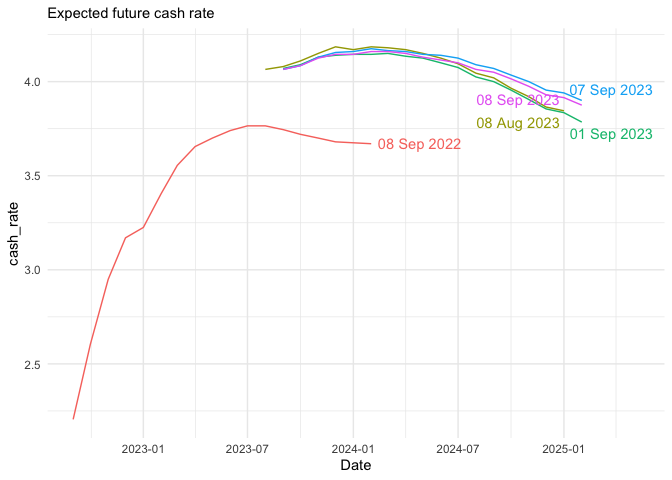 Expected future cash rate
4.0
3.5
3.0
2.5
cash_rate
07 Sep 2023
08 Sep 2023
08 Aug 2023
01 Sep 2023
08 Sep 2022
2023-01
2023-07
2024-01
2024-07
2025-01
Date